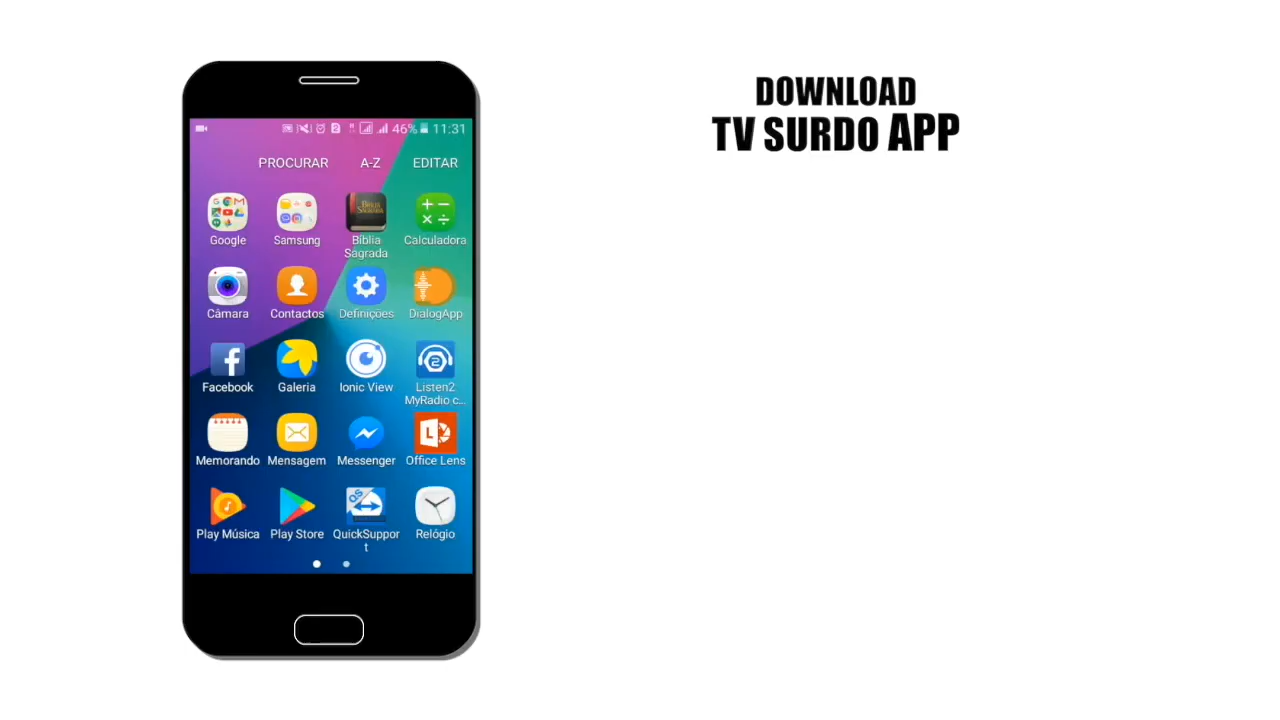 DOWNLOAD
TV SURDO APP
46% 11:31
PROCURAR A-Z EDITAR
Google Samsung Bíblia Calculadora
Sagrada
Câmara Contactos Definições DialogApp
Facebook Galeria Ionic View Listen2
MyRadio c...
Memorando Mensagem Messenger Office Lens
Play Música Play Store QuickSuppor Relógio
t